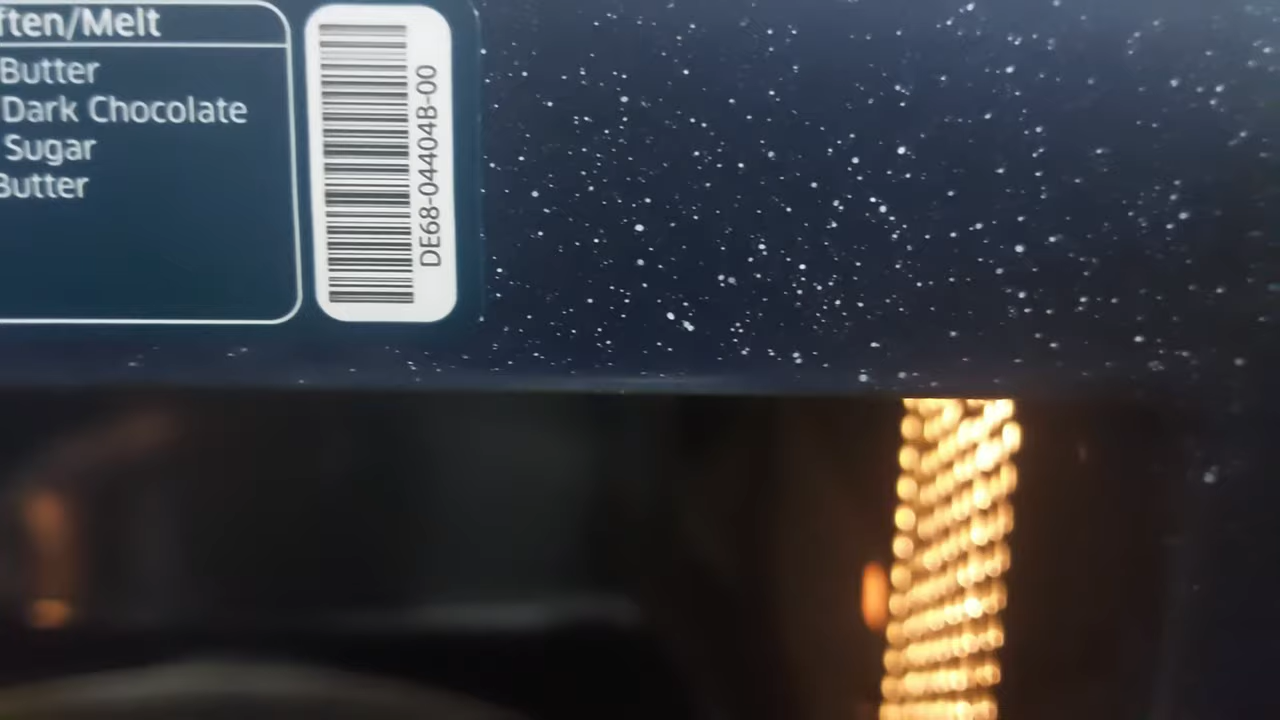 ften/Melt
Butter
Dark Chocolate
Sugar
Butter
DE68-04404B-00